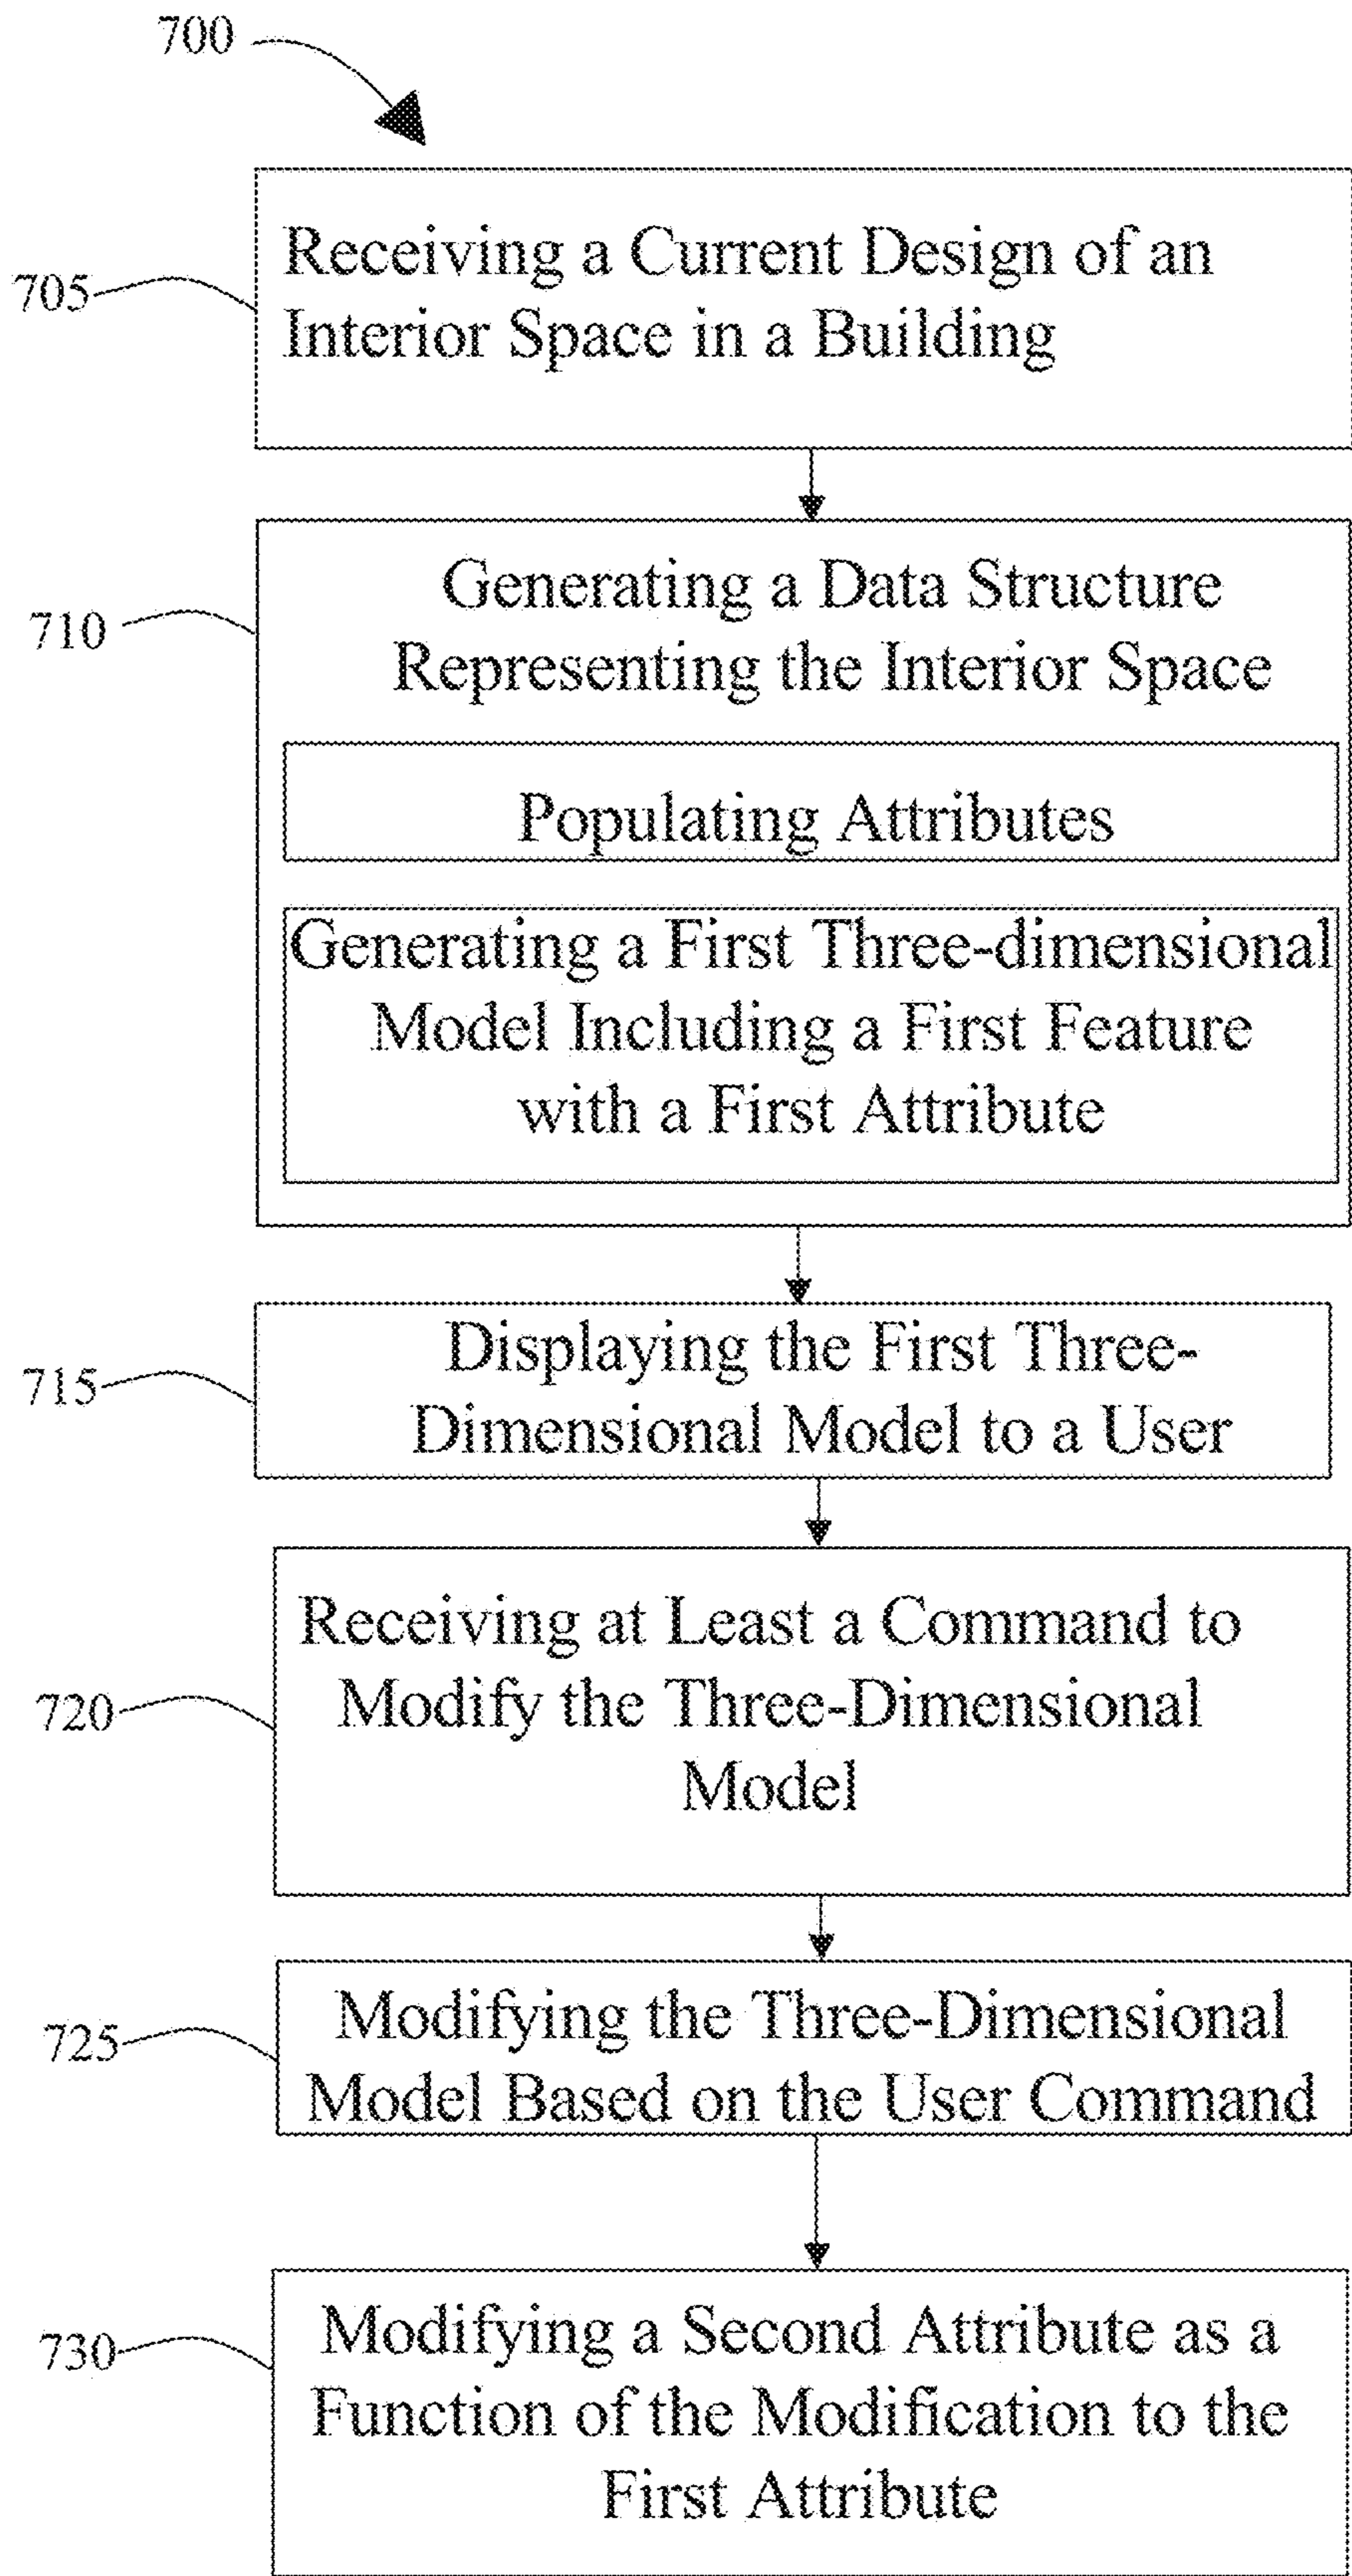 700
705
Receiving a Current Design of an
Interior Space in a Building
710
Generating a Data Structure
Representing the Interior Space
Populating Attributes
Generating a First Three-dimensional
Model Including a First Feature
with a First Attribute
715
Displaying the First Three-
Dimensional Model to a User
720
Receiving at Least a Command to
Modify the Three-Dimensional
Model
725
Modifying the Three-Dimensional
Model Based on the User Command
730
Modifying a Second Attribute as a
Function of the Modification to the
First Attribute